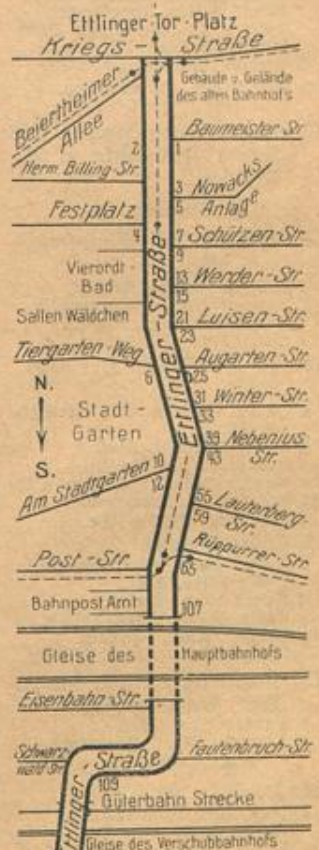 Ettlinger-Tor-Platz
Kriegs - Straße
Gebäude u. Gelände
des alten Bahnhofs
Beiertheimer
Allee
Baumeister-Str
2
1
Herm. Billing-Str
3
Nowacks
Anlage
5
Festplatz
4
7
Schützen-Str
9
Vierordt-
Bad
13
Werder-Str
15
Sallen Wäldchen
21
Luisen-Str
23
Ettlinger-Straße
Tiergarten-Weg
6
Augarten-Str
25
N.
S.
31
Winter-Str.
33
Stadt-
Garten
39
Nebenius
Str.
43
Am Stadtgarten
10
12
55
Lauterberg-
Str.
59
Rüppurrer-Str
Post-Str
65
Bahnpost Amt
107
Gleise des Hauptbahnhofs
Eisenbahn-Str.
Schwarz-
wald-Str
Ettlinger-Straße
Fautenbruch-Str.
109
Güterbahn Strecke
Gleise des Verschubbahnhofs